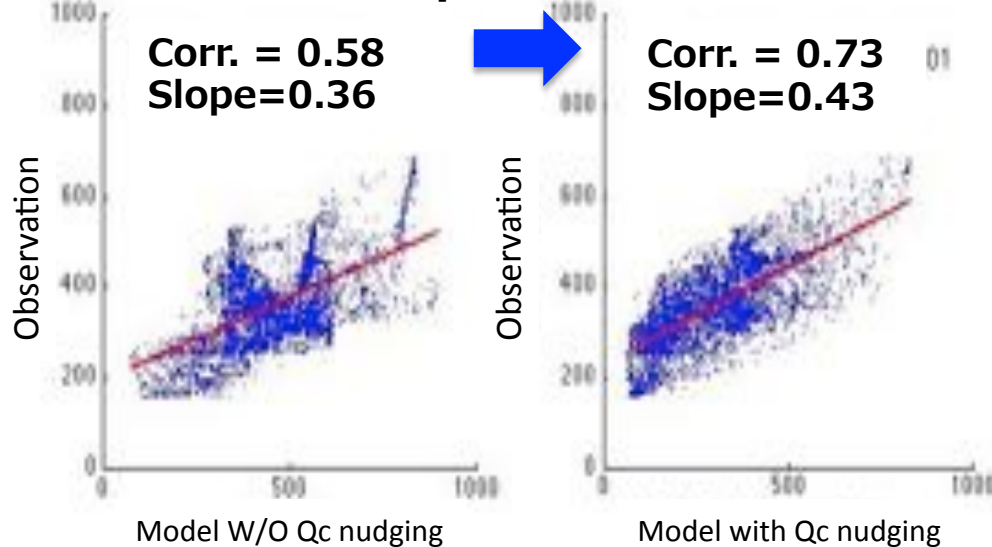 1000
800
600
400
200
0
0 500 1000
Corr. = 0.58
Slope=0.36
Observation
Model W/O Qc nudging
1000
800
600
400
200
0
0 500 1000
Corr. = 0.73
Slope=0.43
01
Observation
Model with Qc nudging